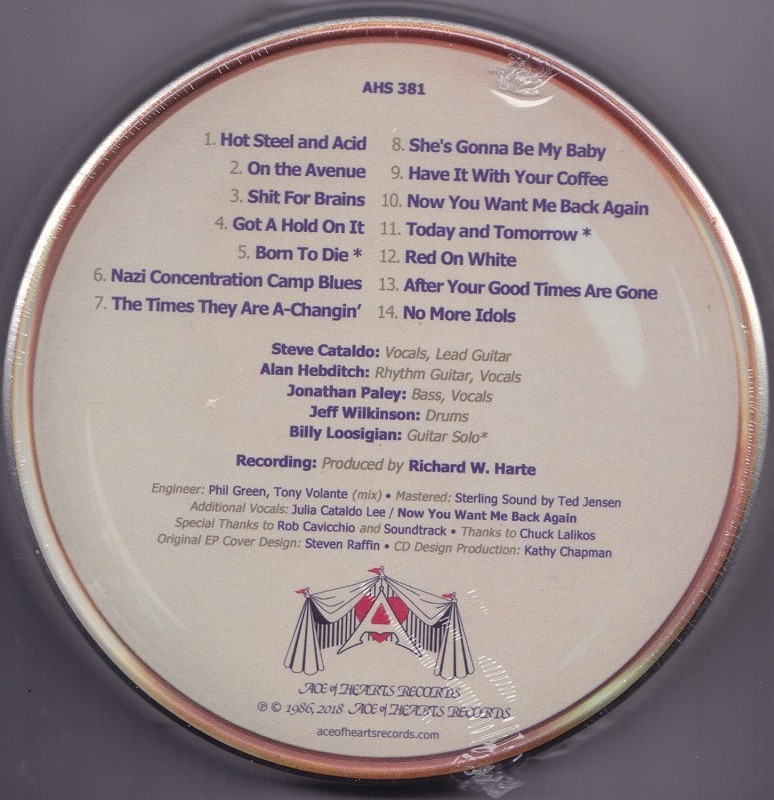 AHS 381
1. Hot Steel and Acid
2. On the Avenue
3. Shit For Brains
4. Got A Hold On It
5. Born To Die *
6. Nazi Concentration Camp Blues
7. The Times They Are A-Changin'
8. She's Gonna Be My Baby
9. Have It With Your Coffee
10. Now You Want Me Back Again
11. Today and Tomorrow *
12. Red On White
13. After Your Good Times Are Gone
14. No More Idols
Steve Cataldo: Vocals, Lead Guitar
Alan Hebditch: Rhythm Guitar, Vocals
Jonathan Paley: Bass, Vocals
Jeff Wilkinson: Drums
Billy Loosigian: Guitar Solo*
Recording: Produced by Richard W. Harte
Engineer: Phil Green, Tony Volante (mix) • Mastered: Sterling Sound by Ted Jensen
Additional Vocals: Julia Cataldo Lee / Now You Want Me Back Again
Special Thanks to Rob Cavicchio and Soundtrack • Thanks to Chuck Lalikos
Original EP Cover Design: Steven Raffin • CD Design Production: Kathy Chapman
A
ACE of HEARTS RECORDS
℗ © 1986, 2018 ACE of HEARTS RECORDS
aceofheartsrecords.com